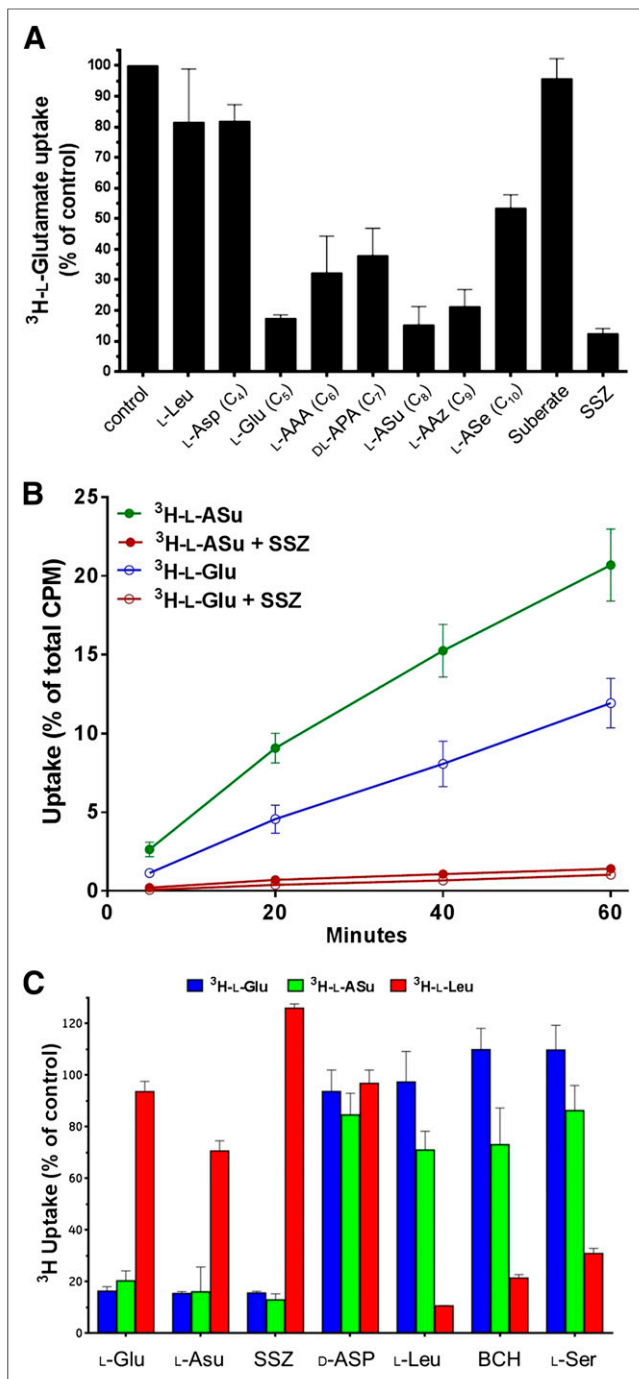 A
³H-L-Glutamate uptake
(% of control)
100
90
80
70
60
50
40
30
20
10
0
control
L-Leu
L-Asp (C₄)
L-Glu (C₅)
L-AAA (C₆)
DL-APA (C₇)
L-ASu (C₈)
L-AAz (C₉)
L-ASe (C₁₀)
Suberate
SSZ
B
Uptake (% of total CPM)
25
20
15
10
5
0
³H-L-ASu
³H-L-ASu + SSZ
³H-L-Glu
³H-L-Glu + SSZ
0 20 40 60
Minutes
C
³H-L-Glu ³H-L-ASu ³H-L-Leu
³H Uptake (% of control)
120
100
80
60
40
20
0
L-Glu L-Asu SSZ D-ASP L-Leu BCH L-Ser